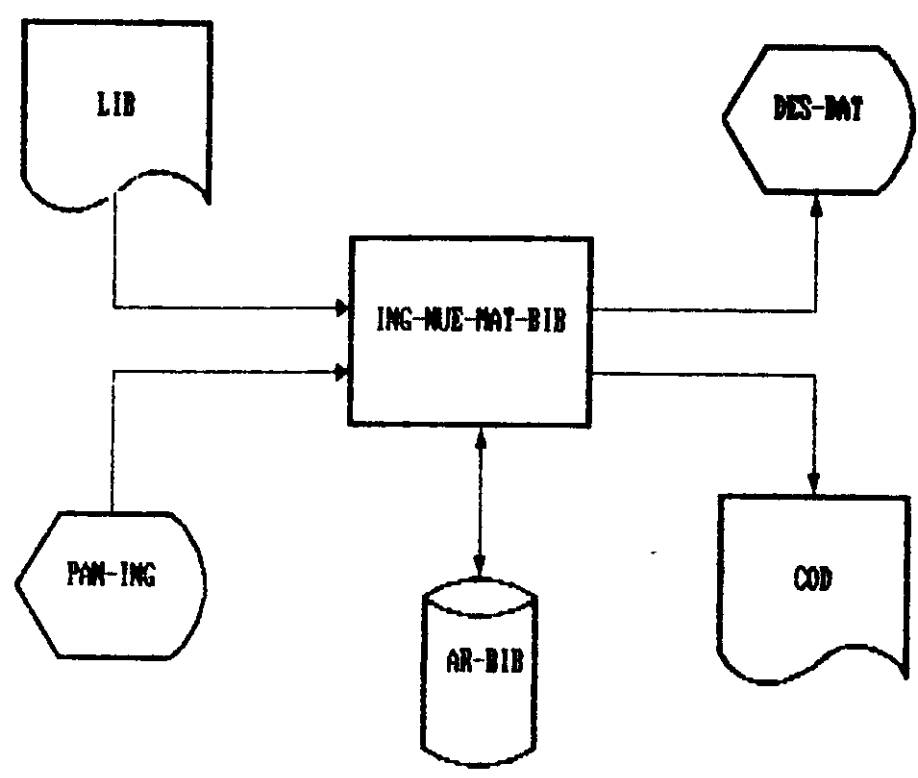 LIB
DES-DAT
ING-NUE-MAT-BIB
PAN-ING
COD
AR-BIB